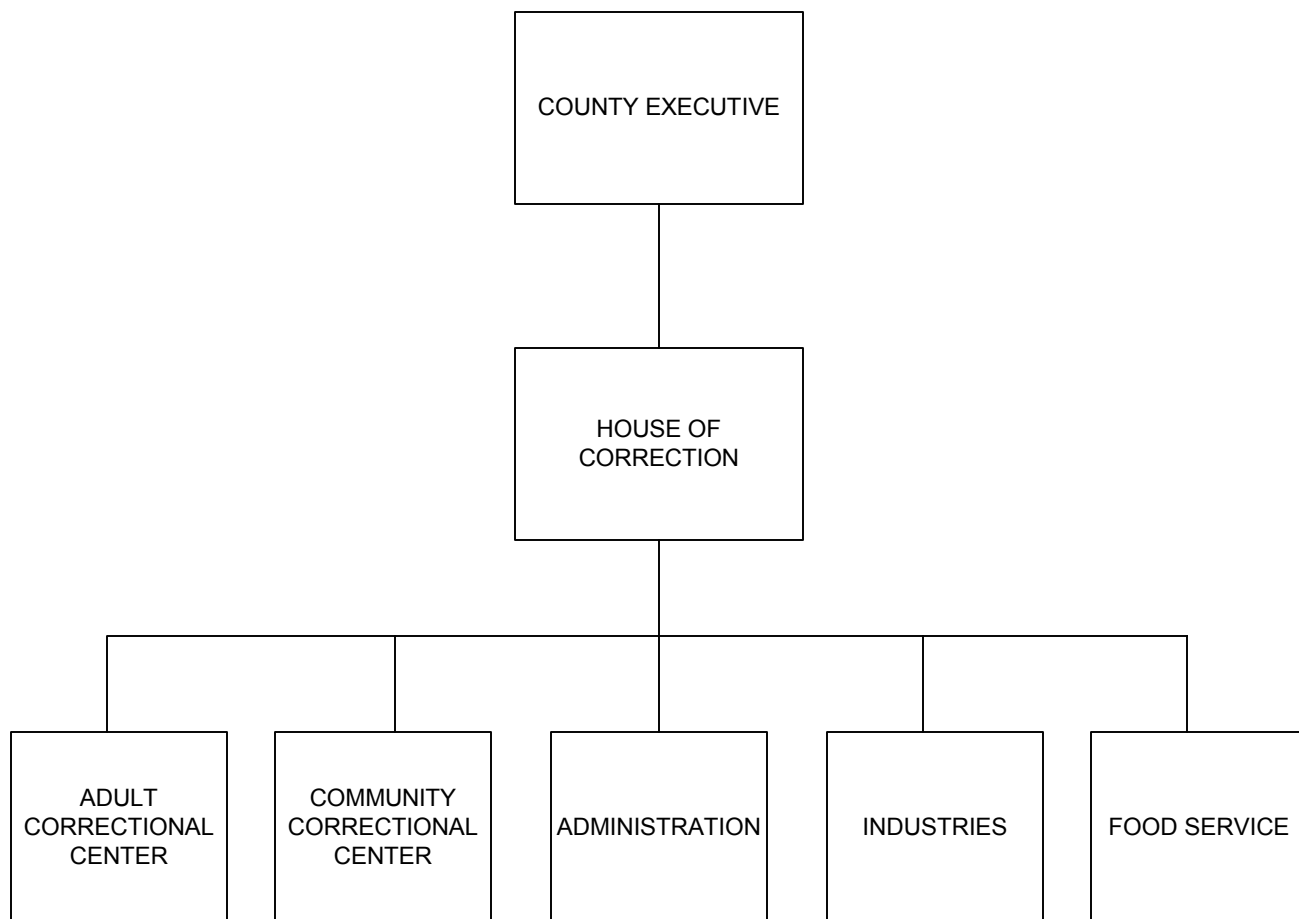 COUNTY EXECUTIVE
HOUSE OF
CORRECTION
ADULT
CORRECTIONAL
CENTER
COMMUNITY
CORRECTIONAL
CENTER
ADMINISTRATION
INDUSTRIES
FOOD SERVICE